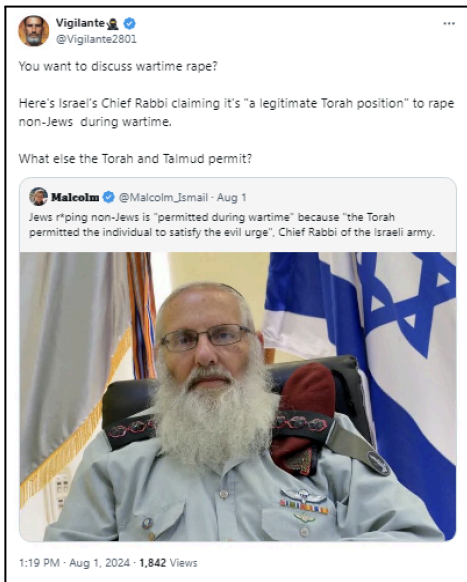 Vigilante
@Vigilante2801
You want to discuss wartime rape?
Here's Israel's Chief Rabbi claiming it's "a legitimate Torah position" to rape
non-Jews during wartime.
What else the Torah and Talmud permit?
Malcolm @Malcolm_Ismail · Aug 1
Jews r*ping non-Jews is "permitted during wartime" because "the Torah
permitted the individual to satisfy the evil urge", Chief Rabbi of the Israeli army.
1:19 PM · Aug 1, 2024 · 1,842 Views